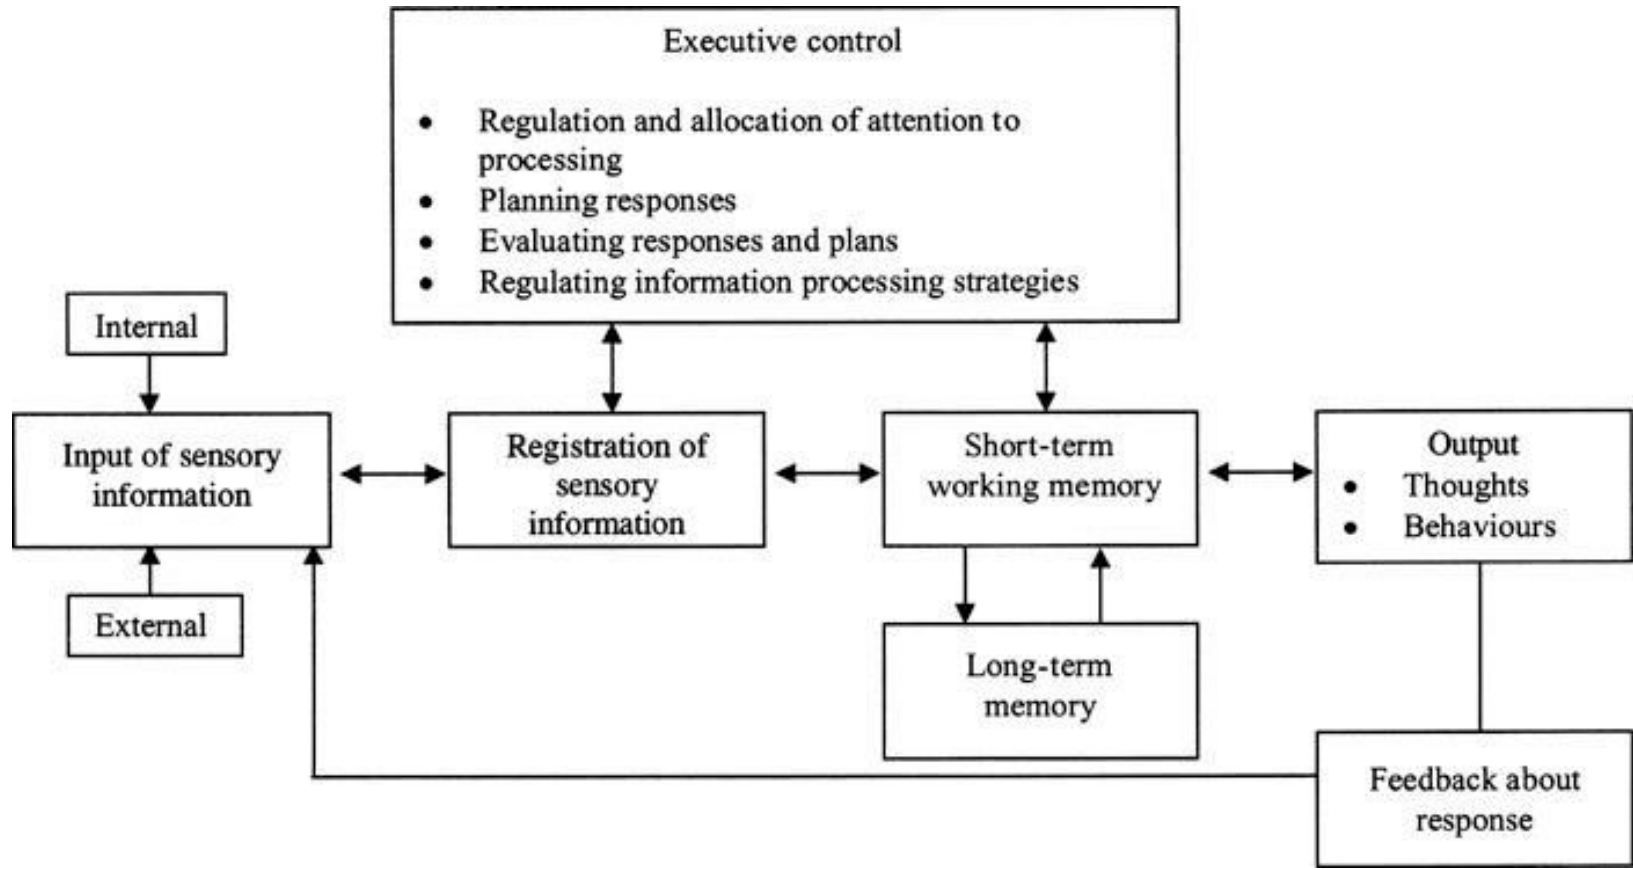 Executive control
• Regulation and allocation of attention to
processing
• Planning responses
• Evaluating responses and plans
• Regulating information processing strategies
Internal
Input of sensory
information
External
Registration of
sensory
information
Short-term
working memory
Long-term
memory
Output
• Thoughts
• Behaviours
Feedback about
response